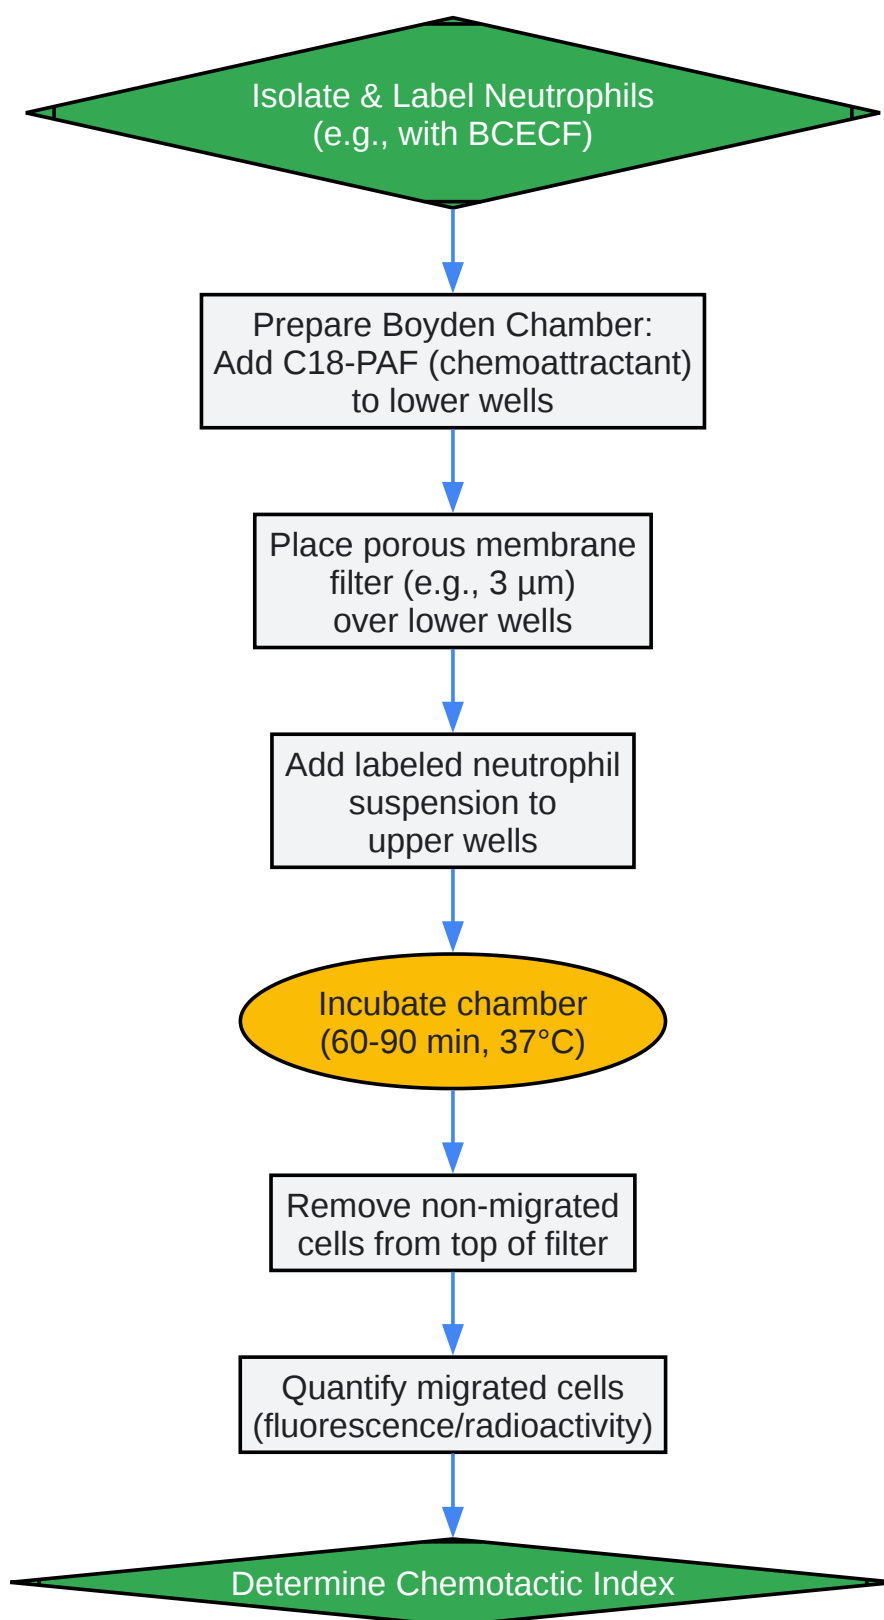 Isolate & Label Neutrophils
(e.g., with BCECF)
Prepare Boyden Chamber:
Add C18-PAF (chemoattractant)
to lower wells
Place porous membrane
filter (e.g., 3 µm)
over lower wells
Add labeled neutrophil
suspension to
upper wells
Incubate chamber
(60-90 min, 37°C)
Remove non-migrated
cells from top of filter
Quantify migrated cells
(fluorescence/radioactivity)
Determine Chemotactic Index